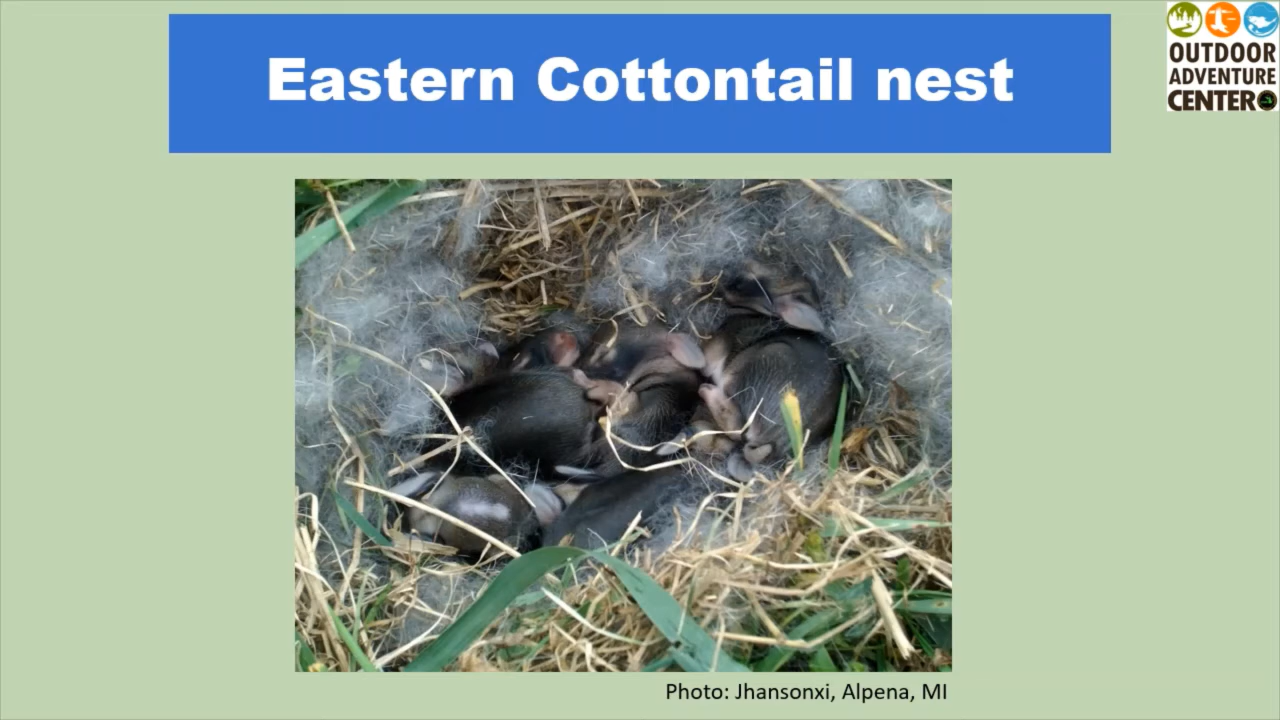 Eastern Cottontail nest
OUTDOOR
ADVENTURE
CENTER
Photo: Jhansonxi, Alpena, MI